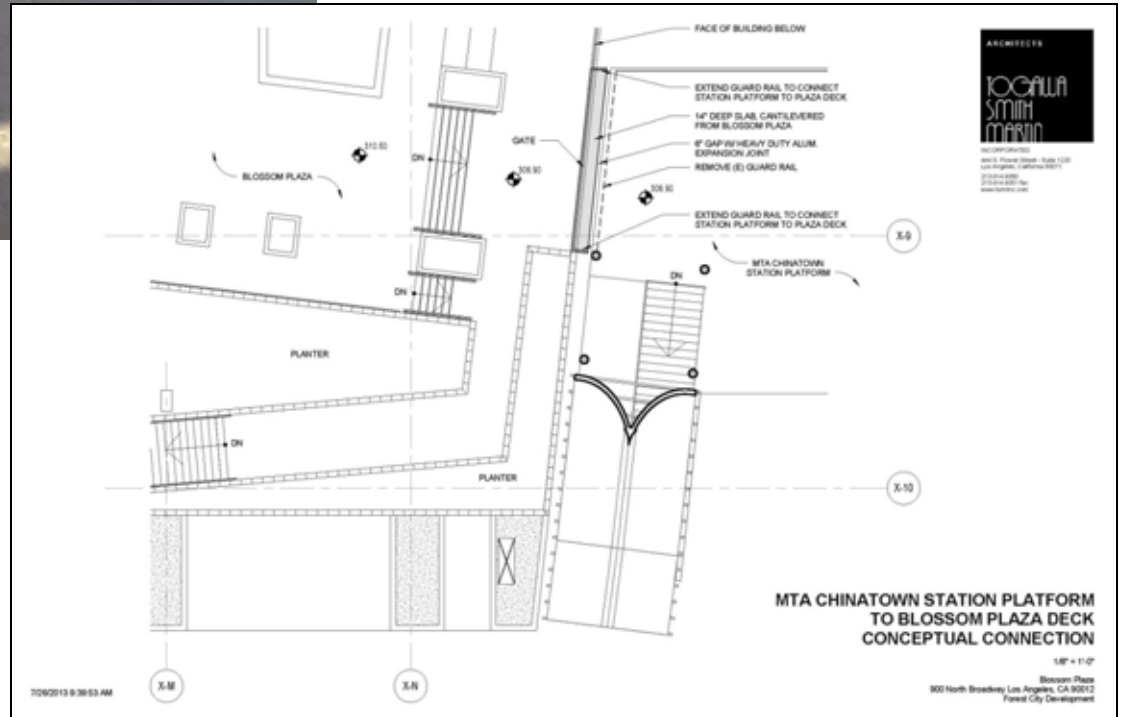 FACE OF BUILDING BELOW
EXTEND GUARD RAIL TO CONNECT
STATION PLATFORM TO PLAZA DECK
14" DEEP SLAB, CANTILEVERED
FROM BLOSSOM PLAZA
6" GAP W/ HEAVY DUTY ALUM.
EXPANSION JOINT
REMOVE (E) GUARD RAIL
EXTEND GUARD RAIL TO CONNECT
STATION PLATFORM TO PLAZA DECK
GATE
DN
BLOSSOM PLAZA
MTA CHINATOWN
STATION PLATFORM
DN
DN
PLANTER
DN
PLANTER
X-9
X-10
X-M
X-N
ARCHITECTS
TOGAWA
SMITH
MARTIN
INCORPORATED
Los Angeles, California 90071
MTA CHINATOWN STATION PLATFORM
TO BLOSSOM PLAZA DECK
CONCEPTUAL CONNECTION
1/8" = 1'-0"
Blossom Plaza
900 North Broadway Los Angeles, CA 90012
Forest City Development
7/26/2013 9:39:53 AM